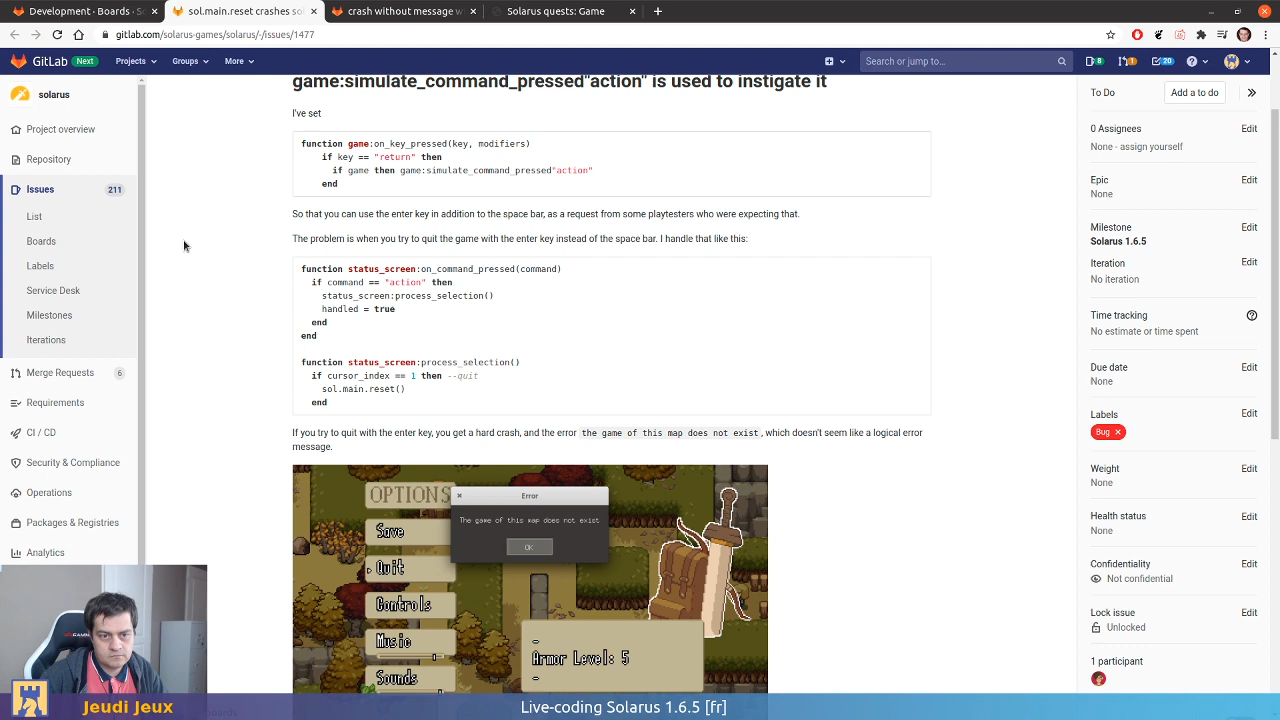 Development - Boards - S
sol.main.reset crashes so
crash without message w
Solarus quests: Game
gitlab.com/solarus-games/solarus/-/issues/1477
GitLab
Next
Projects
Groups
More
Search or jump to...
8
1
20
solarus
Project overview
Repository
Issues
211
List
Boards
Labels
Service Desk
Milestones
Iterations
Merge Requests
6
Requirements
CI / CD
Security & Compliance
Operations
Packages & Registries
Analytics
game:simulate_command_pressed"action" is used to instigate it
I've set
function game:on_key_pressed(key, modifiers)
if key == "return" then
if game then game:simulate_command_pressed"action"
end
So that you can use the enter key in addition to the space bar, as a request from some playtesters who were expecting that.
The problem is when you try to quit the game with the enter key instead of the space bar. I handle that like this:
function status_screen:on_command_pressed(command)
if command == "action" then
status_screen:process_selection()
handled = true
end
end
function status_screen:process_selection()
if cursor_index == 1 then --quit
sol.main.reset()
end
If you try to quit with the enter key, you get a hard crash, and the error the game of this map does not exist, which doesn't seem like a logical error
message.
OPTIONS
Save
Quit
Controls
Music
Sounds
Error
The game of this map does not exist
OK
-
Armor Level: 5
-
To Do
Add a to do
0 Assignees
Edit
None - assign yourself
Epic
Edit
None
Milestone
Edit
Solarus 1.6.5
Iteration
Edit
No iteration
Time tracking
No estimate or time spent
Due date
Edit
None
Labels
Edit
Bug
Weight
Edit
None
Health status
Edit
None
Confidentiality
Edit
Not confidential
Lock issue
Edit
Unlocked
1 participant
Jeudi Jeux
Live-coding Solarus 1.6.5 [fr]